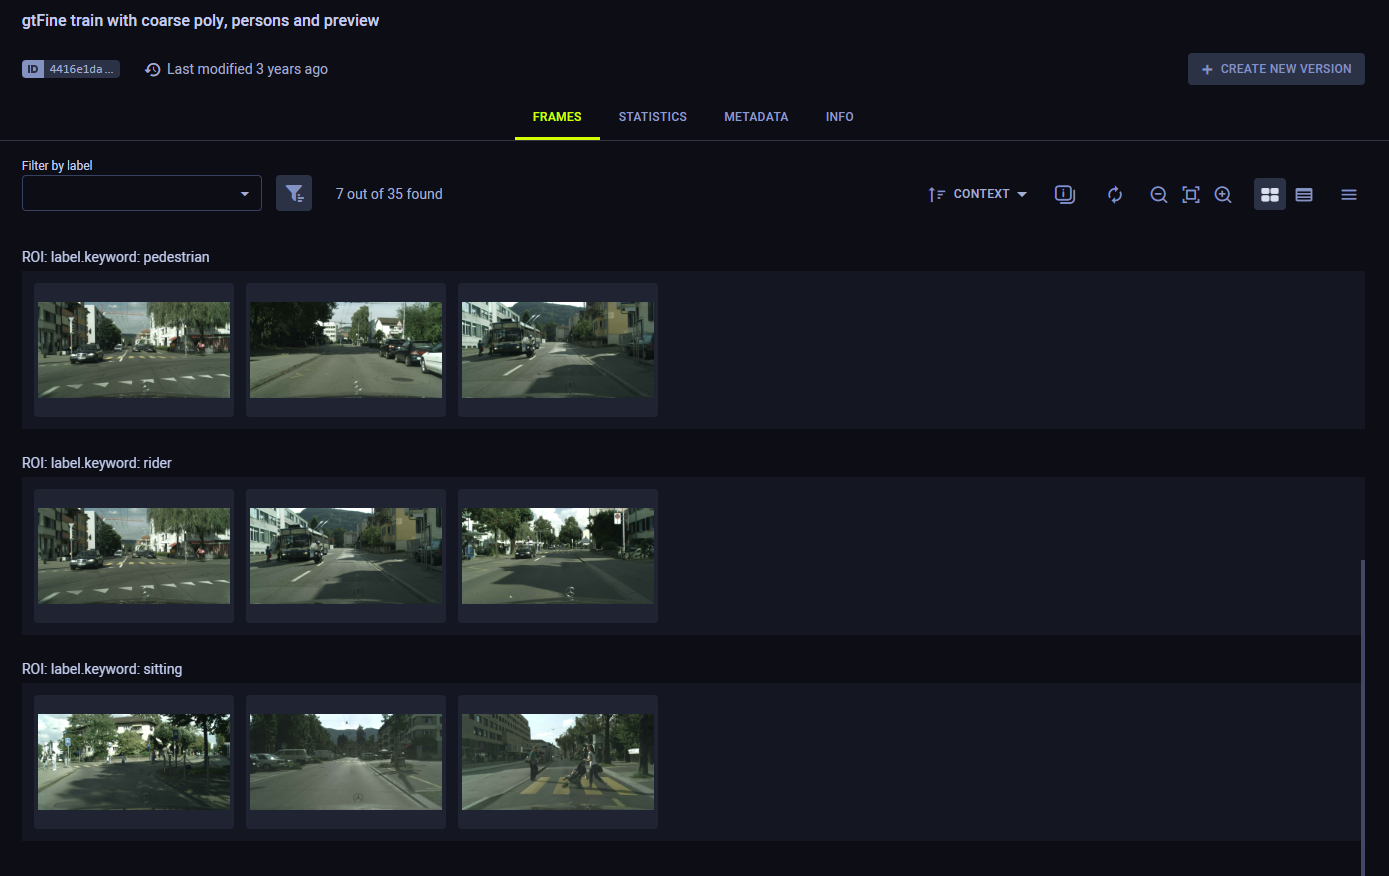 gtFine train with coarse poly, persons and preview
ID 4416e1da...
Last modified 3 years ago
+ CREATE NEW VERSION
FRAMES
STATISTICS
METADATA
INFO
Filter by label
7 out of 35 found
CONTEXT
ROI: label.keyword: pedestrian
ROI: label.keyword: rider
ROI: label.keyword: sitting